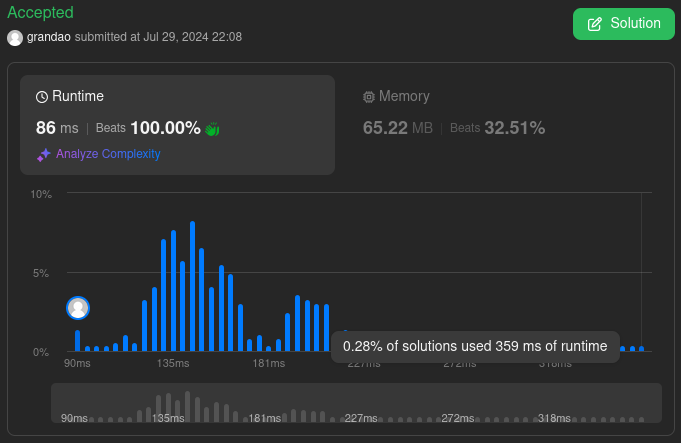 Accepted
Solution
grandao submitted at Jul 29, 2024 22:08
Runtime
Memory
86 ms | Beats 100.00%
65.22 MB | Beats 32.51%
Analyze Complexity
10%
5%
0%
0.28% of solutions used 359 ms of runtime
90ms 135ms 181ms 227ms 272ms 318ms
90ms 135ms 181ms 227ms 272ms 318ms